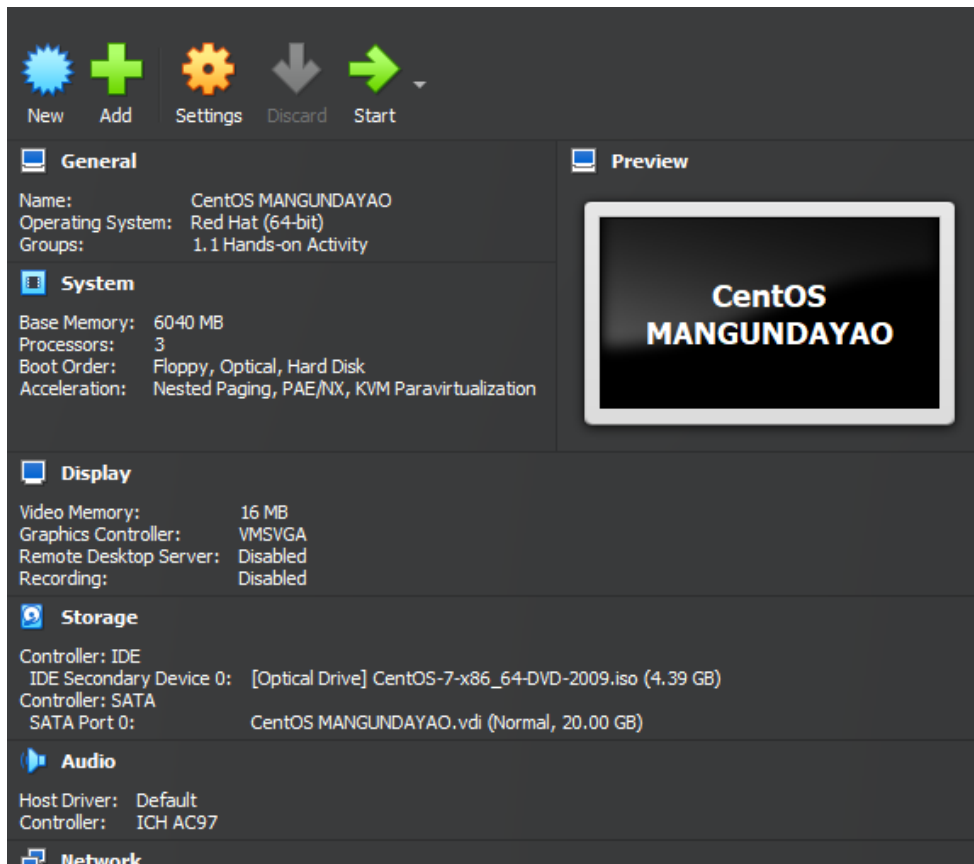 New Add Settings Discard Start
General
Name: CentOS MANGUNDAYAO
Operating System: Red Hat (64-bit)
Groups: 1.1 Hands-on Activity
Preview
CentOS
MANGUNDAYAO
System
Base Memory: 6040 MB
Processors: 3
Boot Order: Floppy, Optical, Hard Disk
Acceleration: Nested Paging, PAE/NX, KVM Paravirtualization
Display
Video Memory: 16 MB
Graphics Controller: VMSVGA
Remote Desktop Server: Disabled
Recording: Disabled
Storage
Controller: IDE
IDE Secondary Device 0: [Optical Drive] CentOS-7-x86_64-DVD-2009.iso (4.39 GB)
Controller: SATA
SATA Port 0: CentOS MANGUNDAYAO.vdi (Normal, 20.00 GB)
Audio
Host Driver: Default
Controller: ICH AC97
Network